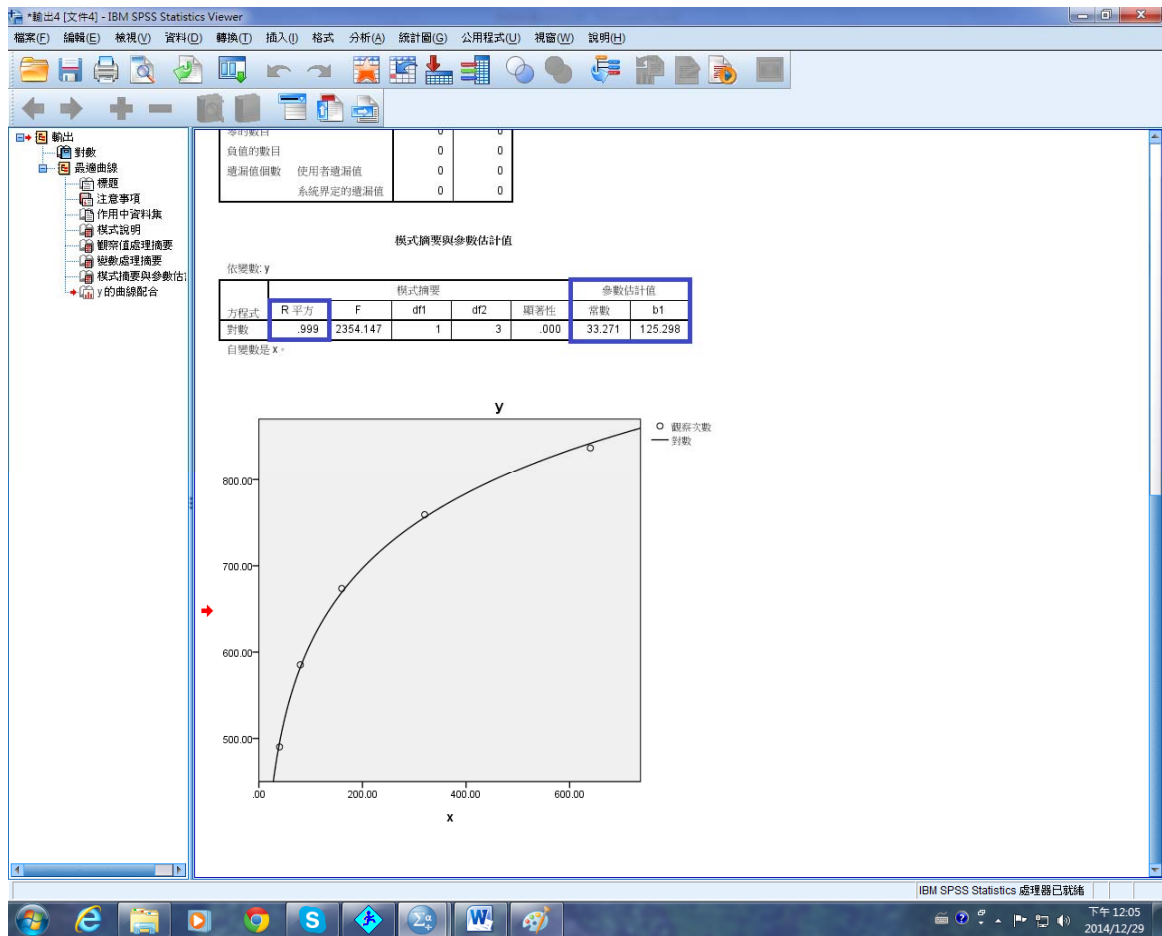 *輸出4 [文件4] - IBM SPSS Statistics Viewer
檔案(F) 編輯(E) 檢視(V) 資料(D) 轉換(T) 插入(I) 格式 分析(A) 統計圖(G) 公用程式(U) 視窗(W) 說明(H)
輸出
對數
最適曲線
標題
注意事項
作用中資料集
模式說明
觀察值處理摘要
變數處理摘要
模式摘要與參數估
y 的曲線配合
零的數目 0 0
負值的數目 0 0
遺漏值個數 使用者遺漏值 0 0
系統界定的遺漏值 0 0
模式摘要與參數估計值
依變數: y
模式摘要 參數估計值
方程式 R 平方 F df1 df2 顯著性 常數 b1
對數 .999 2354.147 1 3 .000 33.271 125.298
自變數是 x。
y
觀察次數
對數
800.00
700.00
600.00
500.00
.00 200.00 400.00 600.00
x
IBM SPSS Statistics 處理器已就緒
下午 12:05
2014/12/29